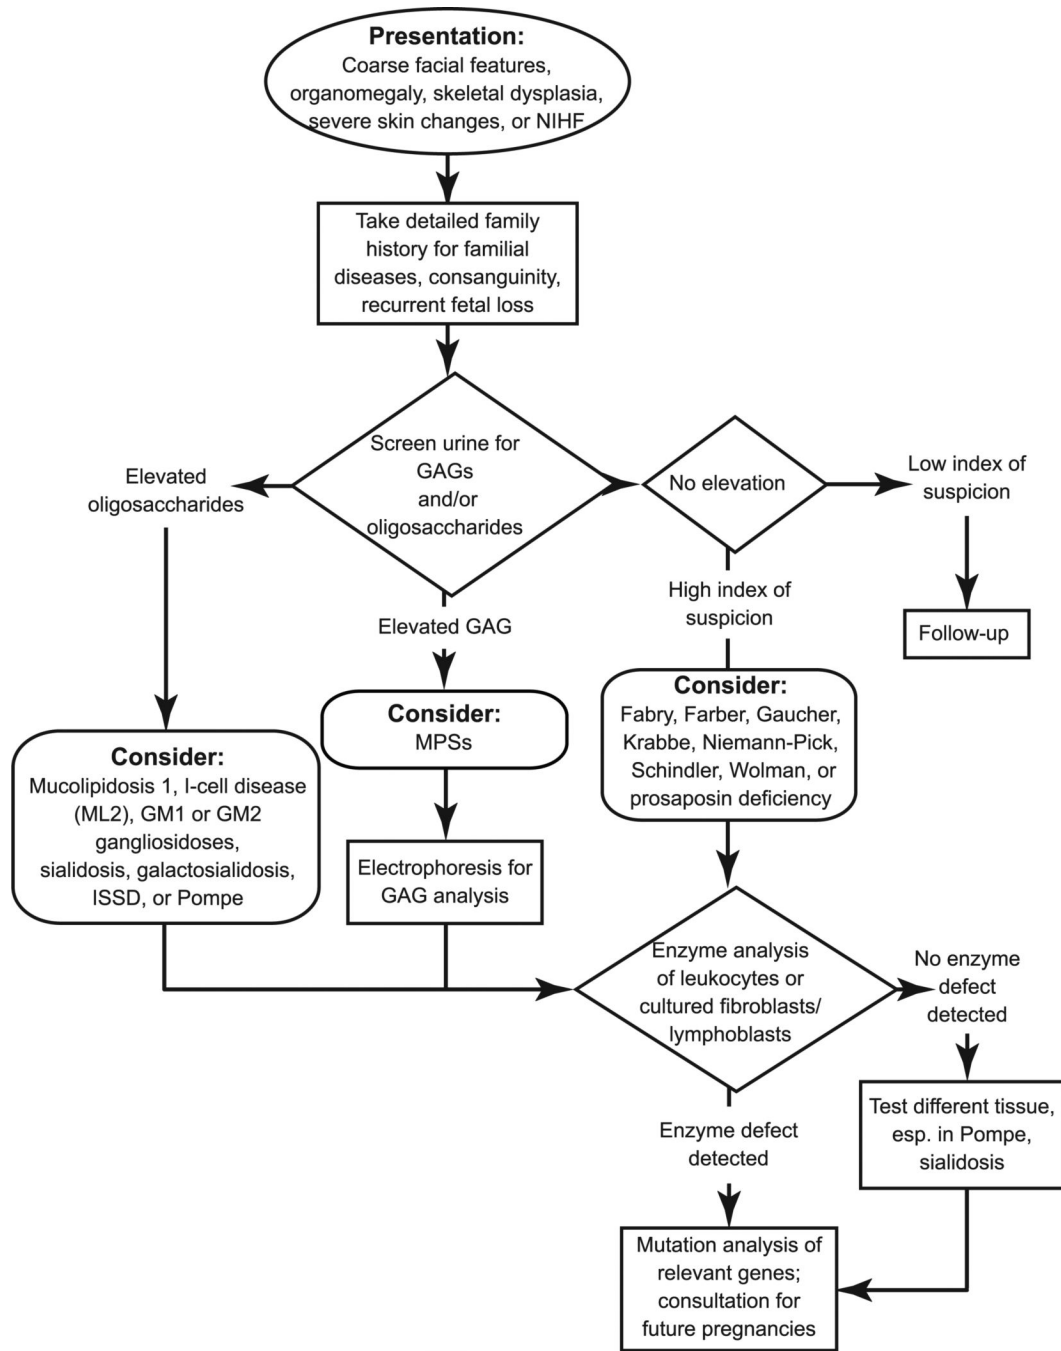 Presentation:
Coarse facial features,
organomegaly, skeletal dysplasia,
severe skin changes, or NIHF
Take detailed family
history for familial
diseases, consanguinity,
recurrent fetal loss
Screen urine for
GAGs
and/or
oligosaccharides
Elevated
oligosaccharides
No elevation
Low index of
suspicion
High index of
suspicion
Elevated GAG
Follow-up
Consider:
Mucolipidosis 1, I-cell disease
(ML2), GM1 or GM2
gangliosidoses,
sialidosis, galactosialidosis,
ISSD, or Pompe
Consider:
MPSs
Consider:
Fabry, Farber, Gaucher,
Krabbe, Niemann-Pick,
Schindler, Wolman, or
prosaposin deficiency
Electrophoresis for
GAG analysis
Enzyme analysis
of leukocytes or
cultured fibroblasts/
lymphoblasts
No enzyme
defect
detected
Enzyme defect
detected
Test different tissue,
esp. in Pompe,
sialidosis
Mutation analysis of
relevant genes;
consultation for
future pregnancies